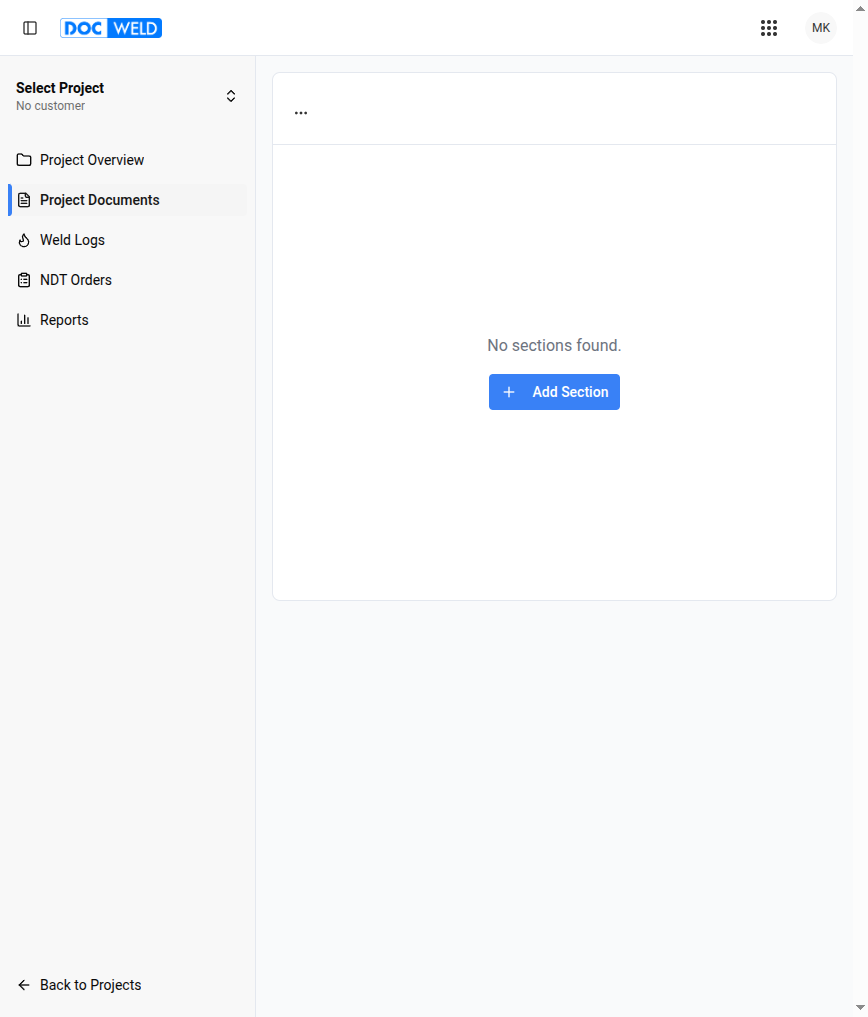 DOC WELD
MK
Select Project
No customer
Project Overview
Project Documents
Weld Logs
NDT Orders
Reports
...
No sections found.
+ Add Section
Back to Projects